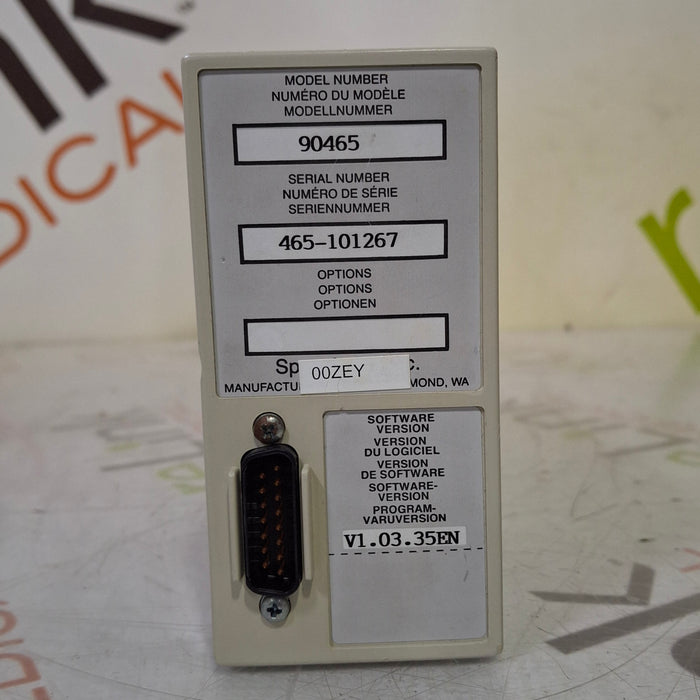 MODEL NUMBER
NUMÉRO DU MODÈLE
MODELLNUMMER
90465
SERIAL NUMBER
NUMÉRO DE SÉRIE
SERIENNUMMER
465-101267
OPTIONS
OPTIONS
OPTIONEN
Sp c.
00ZEY
MANUFACTU MOND, WA
SOFTWARE
VERSION
VERSION
DU LOGICIEL
VERSION
DE SOFTWARE
SOFTWARE-
VERSION
PROGRAM-
VARUVERSION
V1.03.35EN